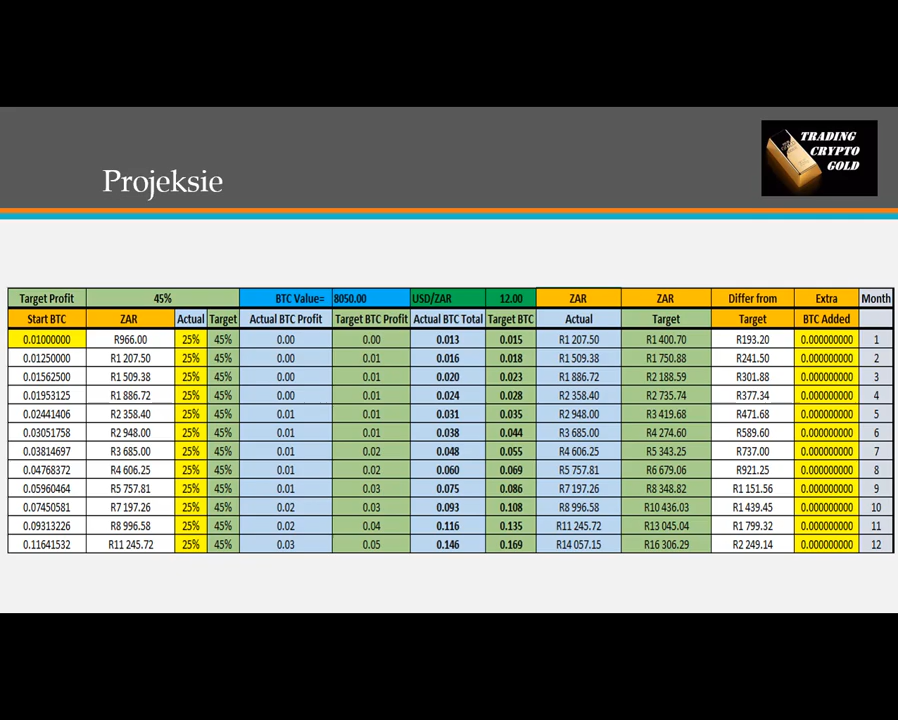 TRADING
CRYPTO
GOLD
Projeksie
Target Profit 45% BTC Value= 8050.00 USD/ZAR 12.00 ZAR ZAR Differ from Extra Month
Start BTC ZAR Actual Target Actual BTC Profit Target BTC Profit Actual BTC Total Target BTC Actual Target Target BTC Added
0.01000000 R966.00 25% 45% 0.00 0.00 0.013 0.015 R1 207.50 R1 400.70 R193.20 0.000000000 1
0.01250000 R1 207.50 25% 45% 0.00 0.01 0.016 0.018 R1 509.38 R1 750.88 R241.50 0.000000000 2
0.01562500 R1 509.38 25% 45% 0.00 0.01 0.020 0.023 R1 886.72 R2 188.59 R301.88 0.000000000 3
0.01953125 R1 886.72 25% 45% 0.00 0.01 0.024 0.028 R2 358.40 R2 735.74 R377.34 0.000000000 4
0.02441406 R2 358.40 25% 45% 0.01 0.01 0.031 0.035 R2 948.00 R3 419.68 R471.68 0.000000000 5
0.03051758 R2 948.00 25% 45% 0.01 0.01 0.038 0.044 R3 685.00 R4 274.60 R589.60 0.000000000 6
0.03814697 R3 685.00 25% 45% 0.01 0.02 0.048 0.055 R4 606.25 R5 343.25 R737.00 0.000000000 7
0.04768372 R4 606.25 25% 45% 0.01 0.02 0.060 0.069 R5 757.81 R6 679.06 R921.25 0.000000000 8
0.05960464 R5 757.81 25% 45% 0.01 0.03 0.075 0.086 R7 197.26 R8 348.82 R1 151.56 0.000000000 9
0.07450581 R7 197.26 25% 45% 0.02 0.03 0.093 0.108 R8 996.58 R10 436.03 R1 439.45 0.000000000 10
0.09313226 R8 996.58 25% 45% 0.02 0.04 0.116 0.135 R11 245.72 R13 045.04 R1 799.32 0.000000000 11
0.11641532 R11 245.72 25% 45% 0.03 0.05 0.146 0.169 R14 057.15 R16 306.29 R2 249.14 0.000000000 12